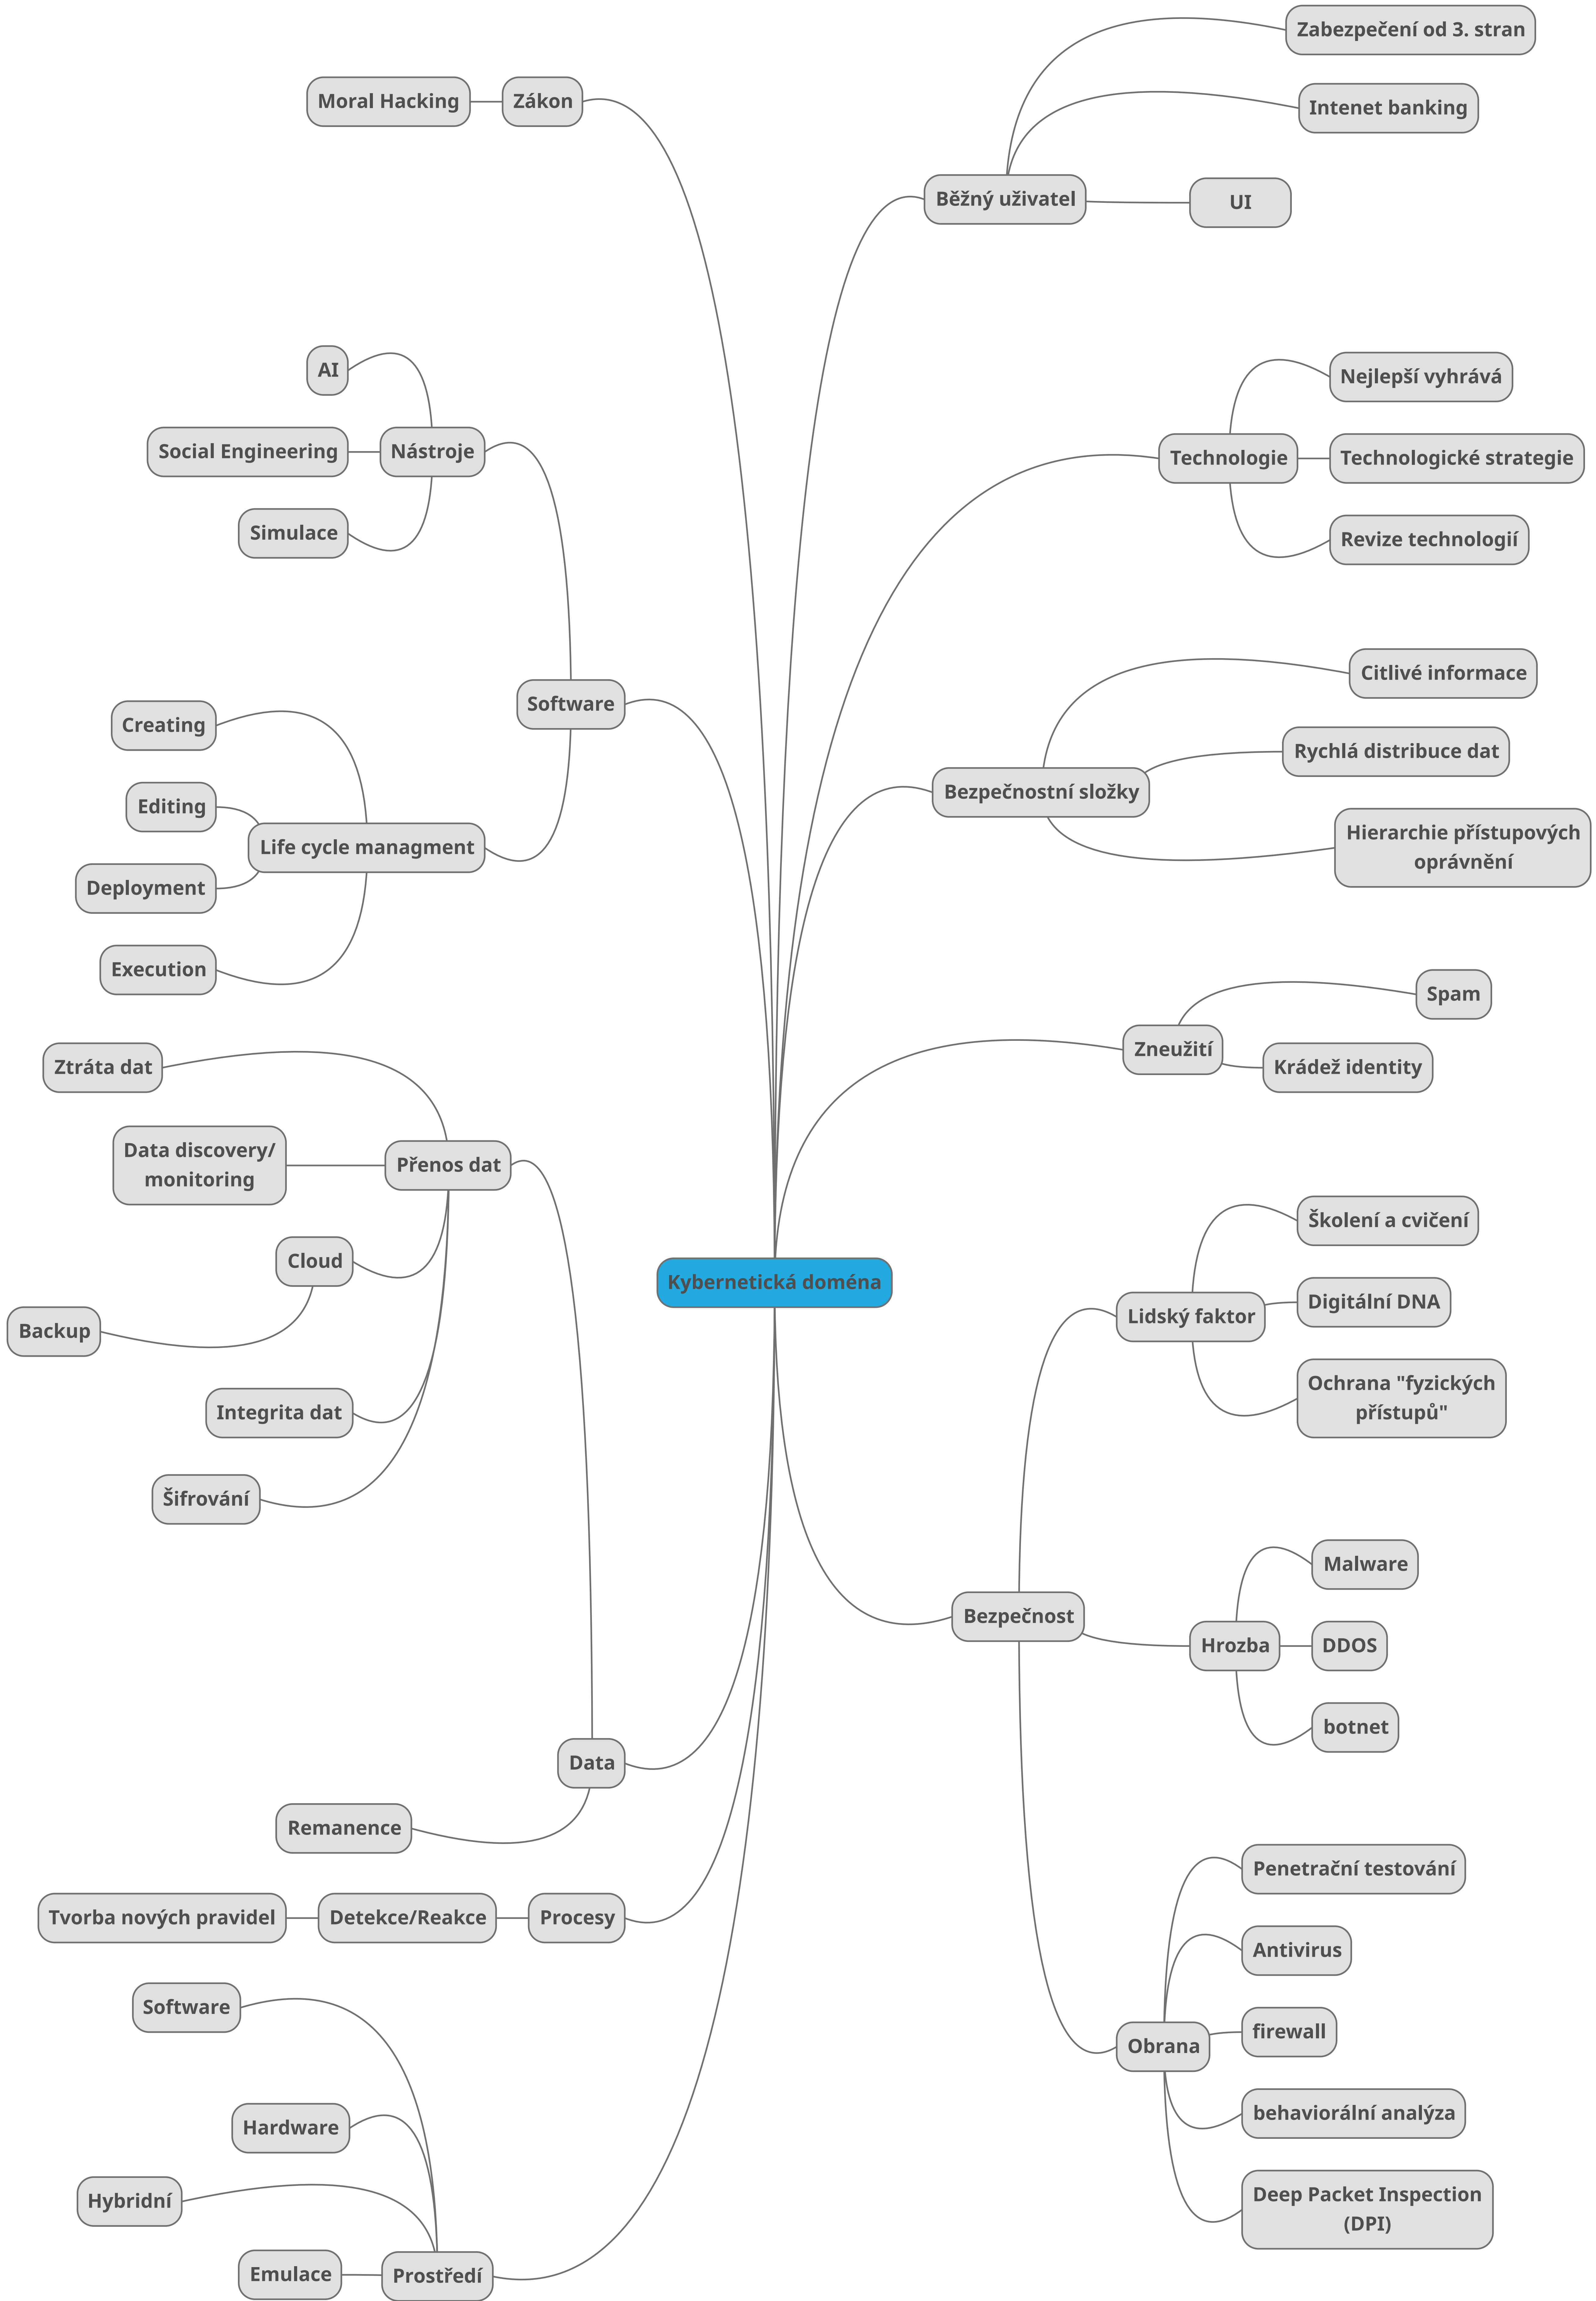 Zabezpečení od 3. stran
Moral Hacking
Zákon
Intenet banking
Běžný uživatel
UI
AI
Nejlepší vyhrává
Social Engineering
Nástroje
Technologie
Technologické strategie
Simulace
Revize technologií
Citlivé informace
Software
Creating
Rychlá distribuce dat
Bezpečnostní složky
Editing
Life cycle managment
Hierarchie přístupových
oprávnění
Deployment
Execution
Spam
Zneužití
Ztráta dat
Krádež identity
Data discovery/
monitoring
Přenos dat
Školení a cvičení
Cloud
Kybernetická doména
Digitální DNA
Lidský faktor
Backup
Ochrana "fyzických
přístupů"
Integrita dat
Šifrování
Malware
Bezpečnost
Hrozba
DDOS
botnet
Data
Remanence
Penetrační testování
Tvorba nových pravidel
Detekce/Reakce
Procesy
Antivirus
Software
firewall
Obrana
Hardware
behaviorální analýza
Hybridní
Deep Packet Inspection
(DPI)
Emulace
Prostředí